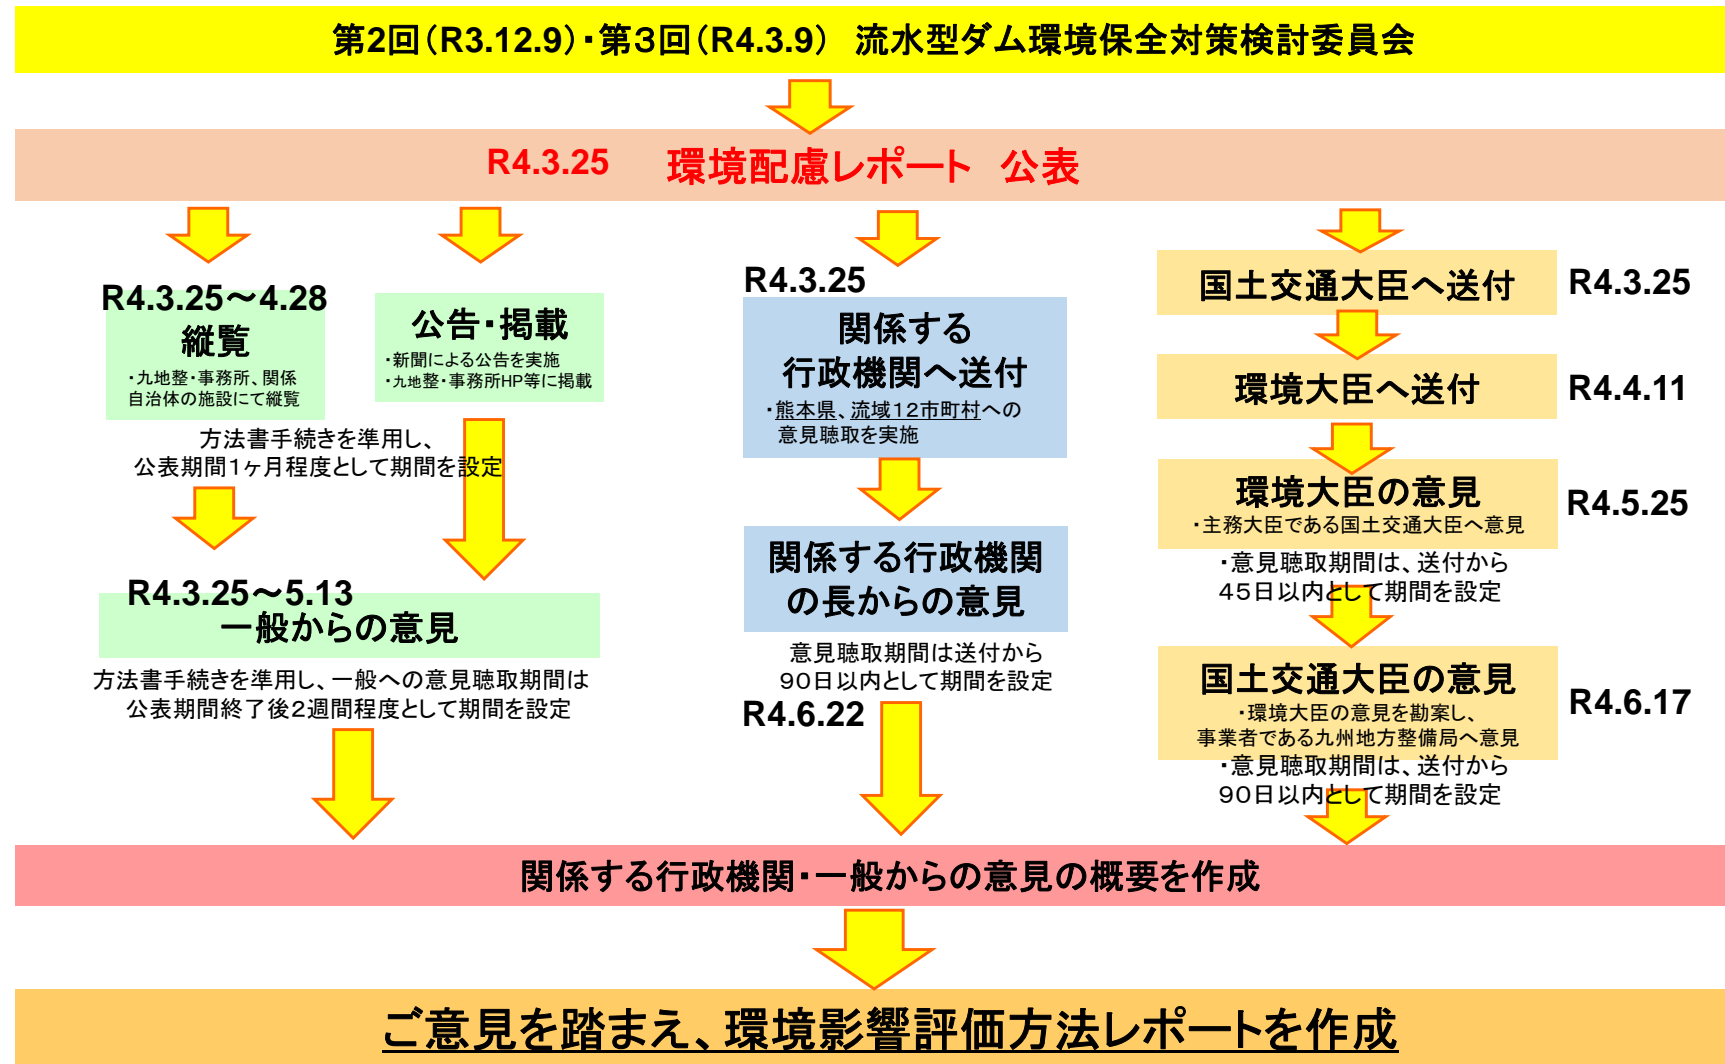 第2回(R3.12.9)・第３回(R4.3.9)　流水型ダム環境保全対策検討委員会
R4.3.25　環境配慮レポート　公表
R4.3.25～4.28
縦覧
・九地整・事務所、関係
自治体の施設にて縦覧
公告・掲載
・新聞による公告を実施
・九地整・事務所HP等に掲載
方法書手続きを準用し、
公表期間１ヶ月程度として期間を設定
R4.3.25～5.13
一般からの意見
方法書手続きを準用し、一般への意見聴取期間は
公表期間終了後２週間程度として期間を設定
R4.3.25
関係する
行政機関へ送付
・熊本県、流域１２市町村への
意見聴取を実施
関係する行政機関
の長からの意見
意見聴取期間は送付から
９０日以内として期間を設定
R4.6.22
国土交通大臣へ送付
R4.3.25
環境大臣へ送付
R4.4.11
環境大臣の意見
・主務大臣である国土交通大臣へ意見
R4.5.25
・意見聴取期間は、送付から
４５日以内として期間を設定
国土交通大臣の意見
・環境大臣の意見を勘案し、
事業者である九州地方整備局へ意見
R4.6.17
・意見聴取期間は、送付から
９０日以内として期間を設定
関係する行政機関・一般からの意見の概要を作成
ご意見を踏まえ、環境影響評価方法レポートを作成